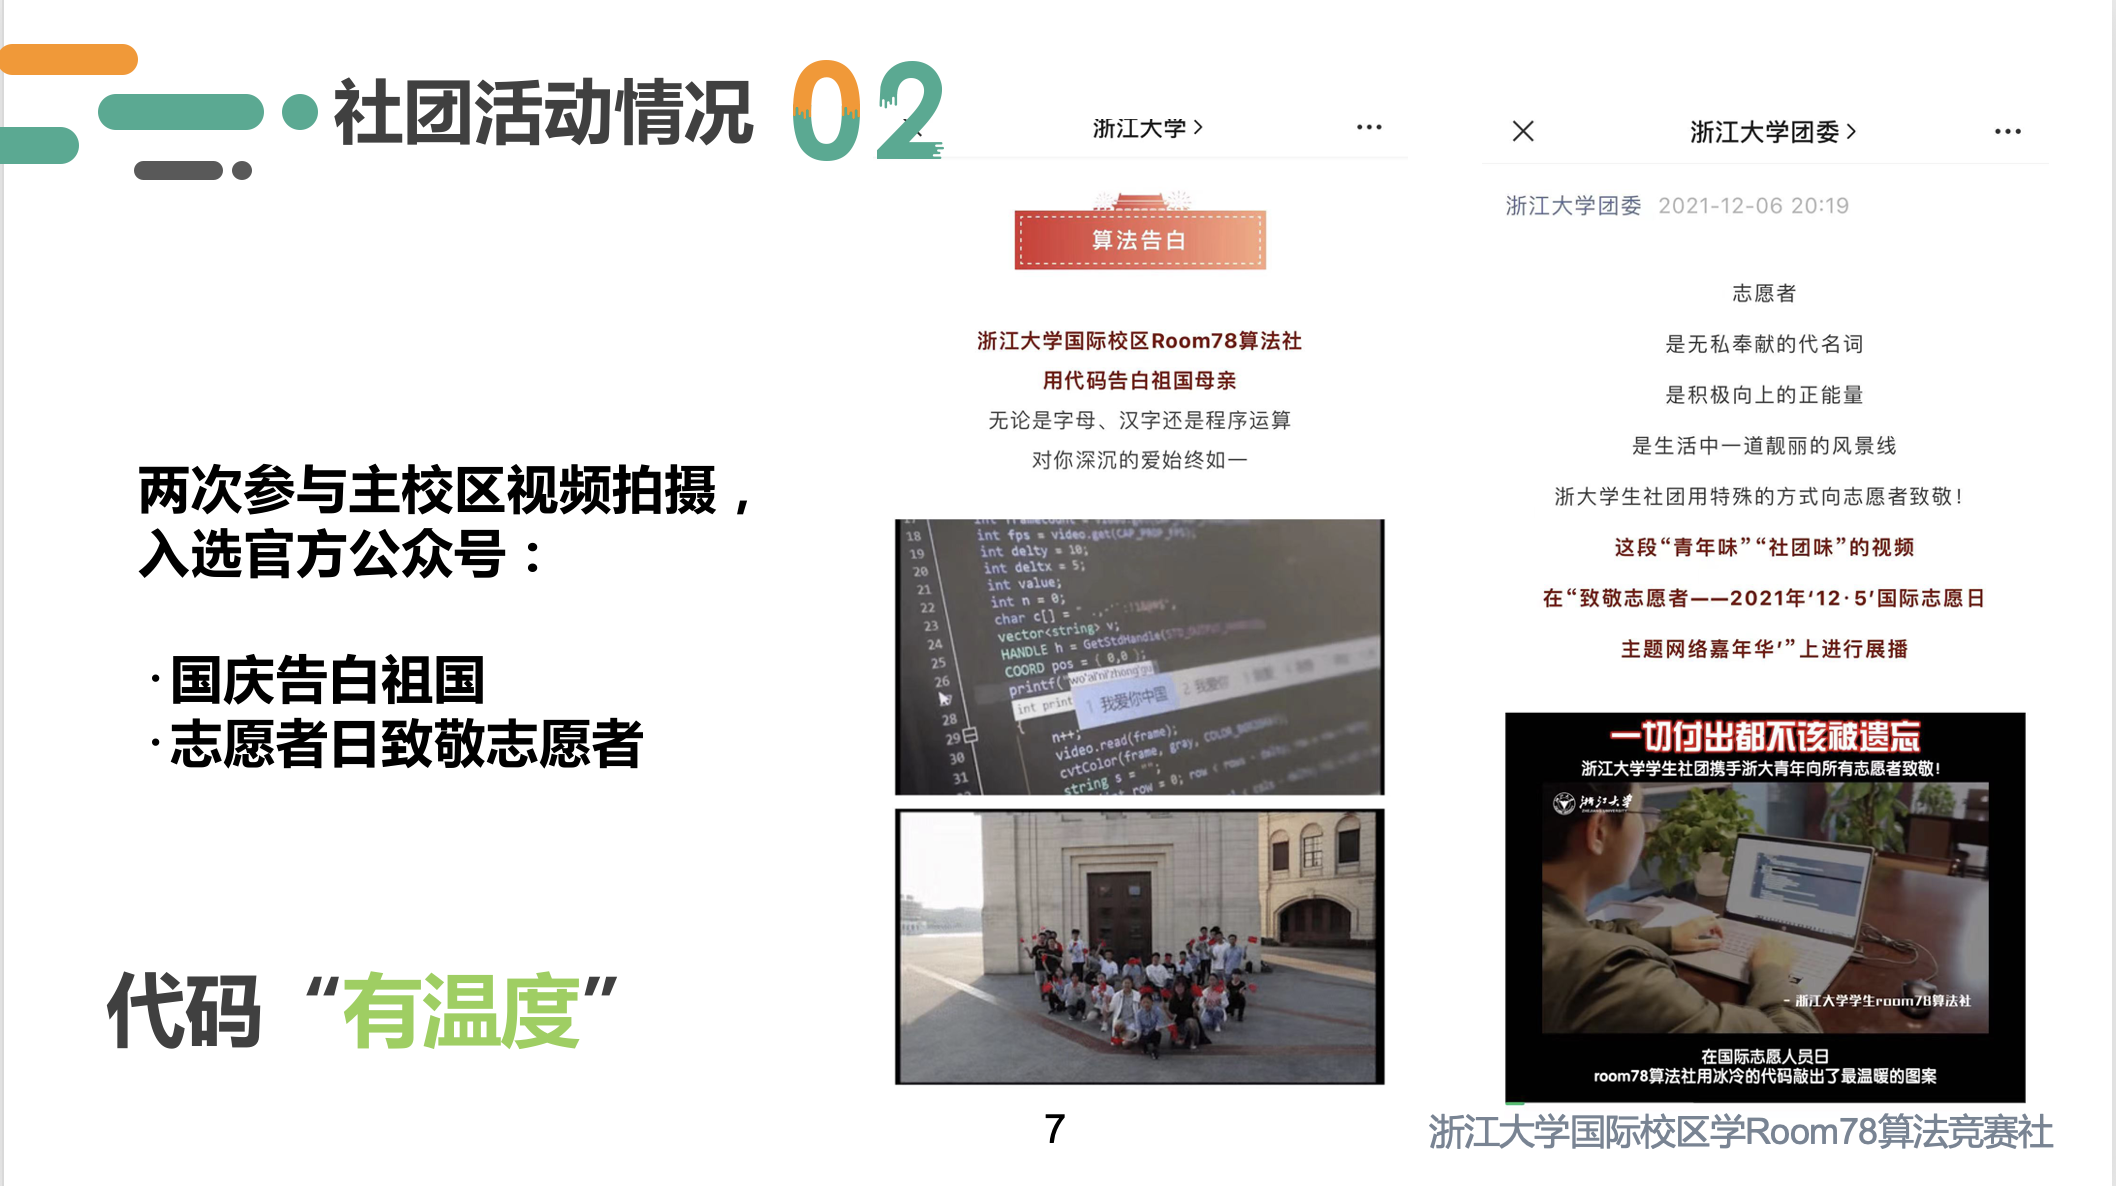 社团活动情况 02
两次参与主校区视频拍摄，
入选官方公众号：
·国庆告白祖国
·志愿者日致敬志愿者
代码 “有温度”
浙江大学
算法告白
浙江大学国际校区Room78算法社
用代码告白祖国母亲
无论是字母、汉字还是程序运算
对你深沉的爱始终如一
18 int fps = video.get(CAP_PROP_FPS);
19 int delty = 10;
20 int deltx = 5;
21 int value;
22 int n = 0;
23 char c[] =
24 vector<string> v;
25 HANDLE h = GetStdHandle(STD_OUTPUT_HANDLE)
26 COORD pos = { 0,0 };
printf("wo'ai'ni'zhong'gu
int print 1 我爱你中国 2 我爱你
28 {
29 n++;
30 video.read(frame);
31 cvtColor(frame, gray, COLOR_
string s = "";
int row = 0; row <
浙江大学团委
浙江大学团委 2021-12-06 20:19
志愿者
是无私奉献的代名词
是积极向上的正能量
是生活中一道靓丽的风景线
浙大学生社团用特殊的方式向志愿者致敬！
这段“青年味”“社团味”的视频
在“致敬志愿者——2021年‘12·5’国际志愿日
主题网络嘉年华’”上进行展播
一切付出都不该被遗忘
浙江大学学生社团携手浙大青年向所有志愿者致敬！
浙江大学
- 浙江大学学生room78算法社
在国际志愿人员日
room78算法社用冰冷的代码敲出了最温暖的图案
7
浙江大学国际校区学Room78算法竞赛社